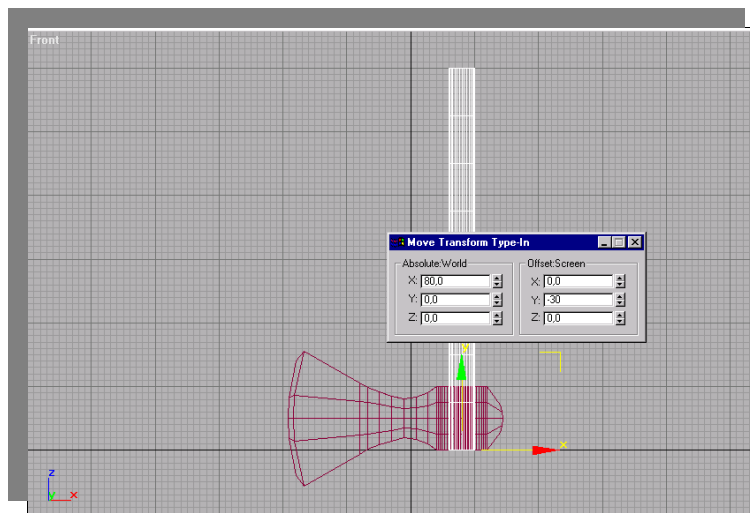 Front
Move Transform Type-In
Absolute:World
Offset:Screen
X: 80,0
X: 0,0
Y: 0,0
Y: -30
Z: 0,0
Z: 0,0
Y
x
z
x